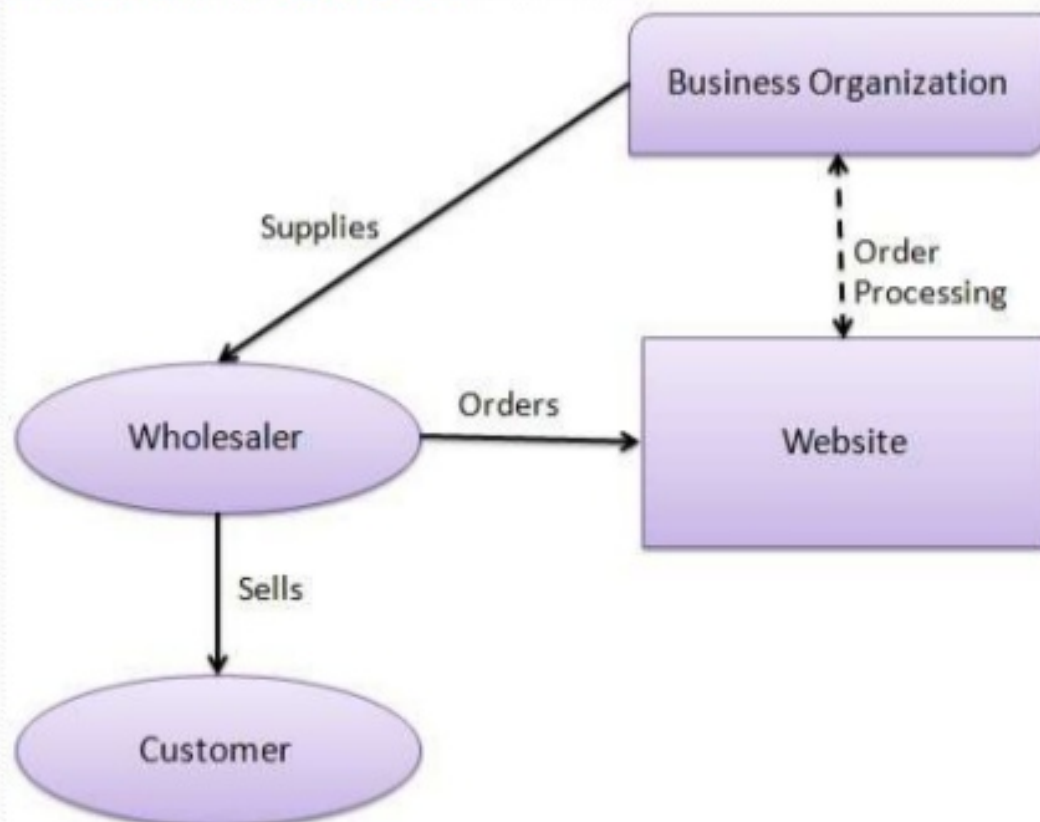 Business Organization
Supplies
Order
Processing
Wholesaler
Orders
Website
Sells
Customer